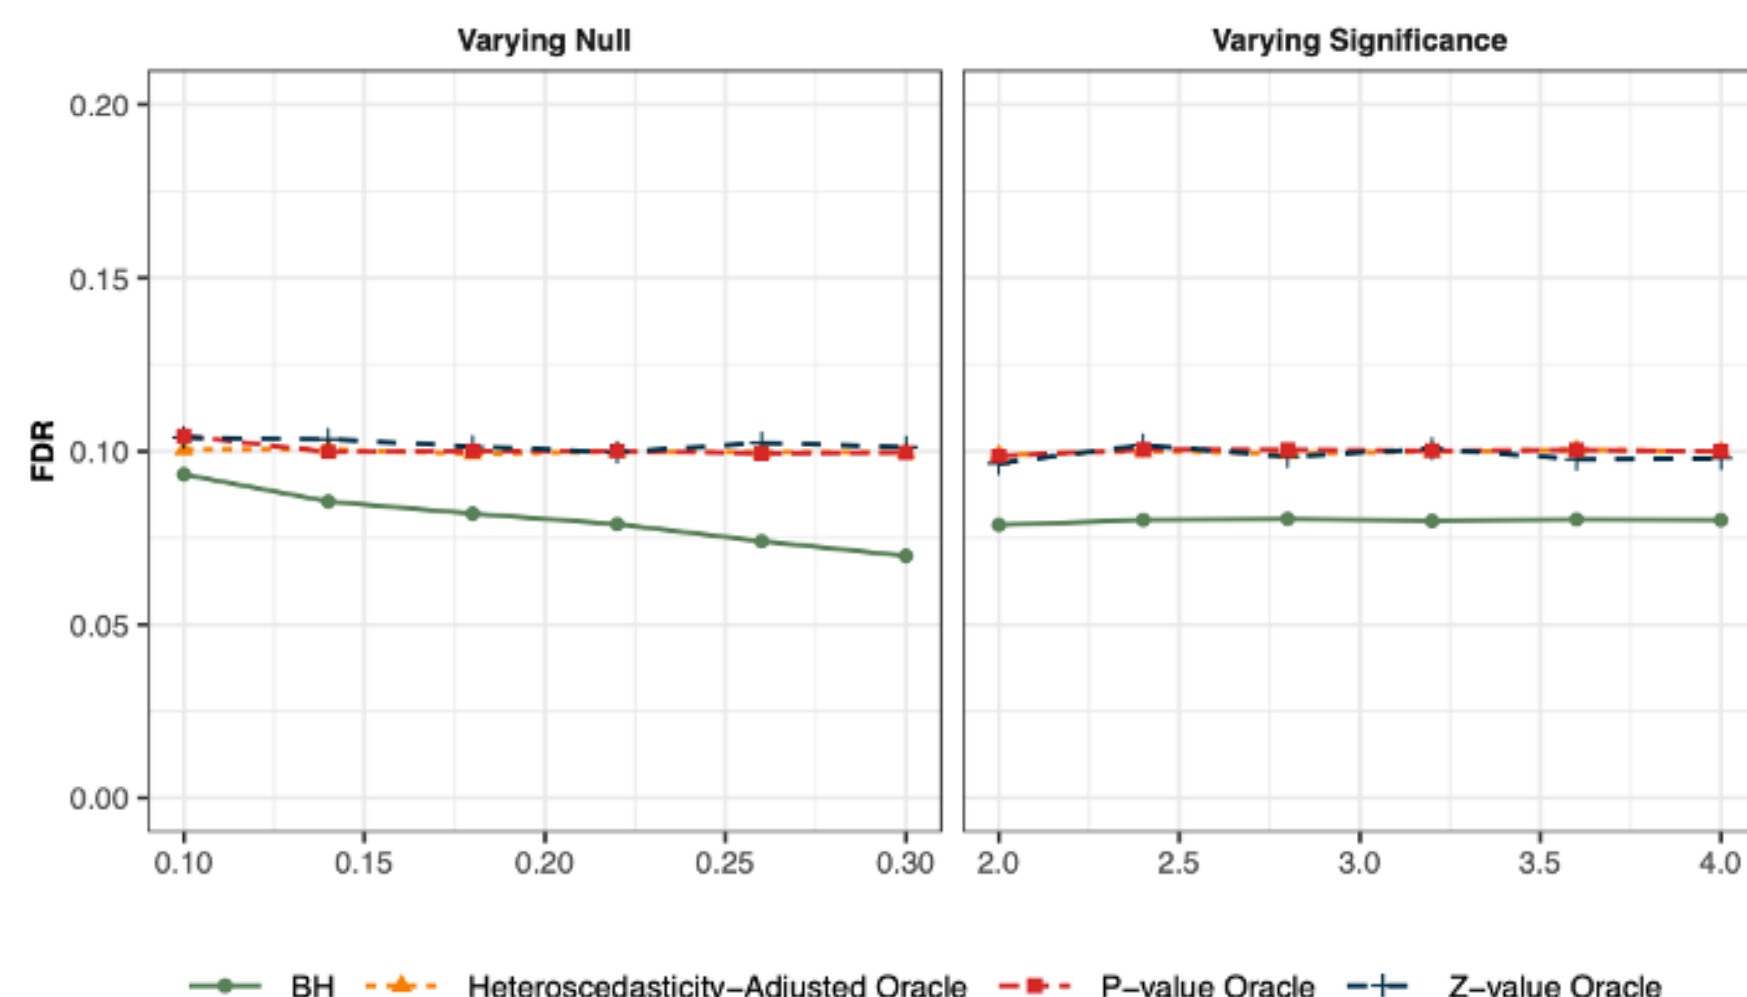 Varying Null
Varying Significance
FDR
0.20
0.15
0.10
0.05
0.00
0.10 0.15 0.20 0.25 0.30
2.0 2.5 3.0 3.5 4.0
BH Heteroscedasticity–Adjusted Oracle P–value Oracle Z–value Oracle